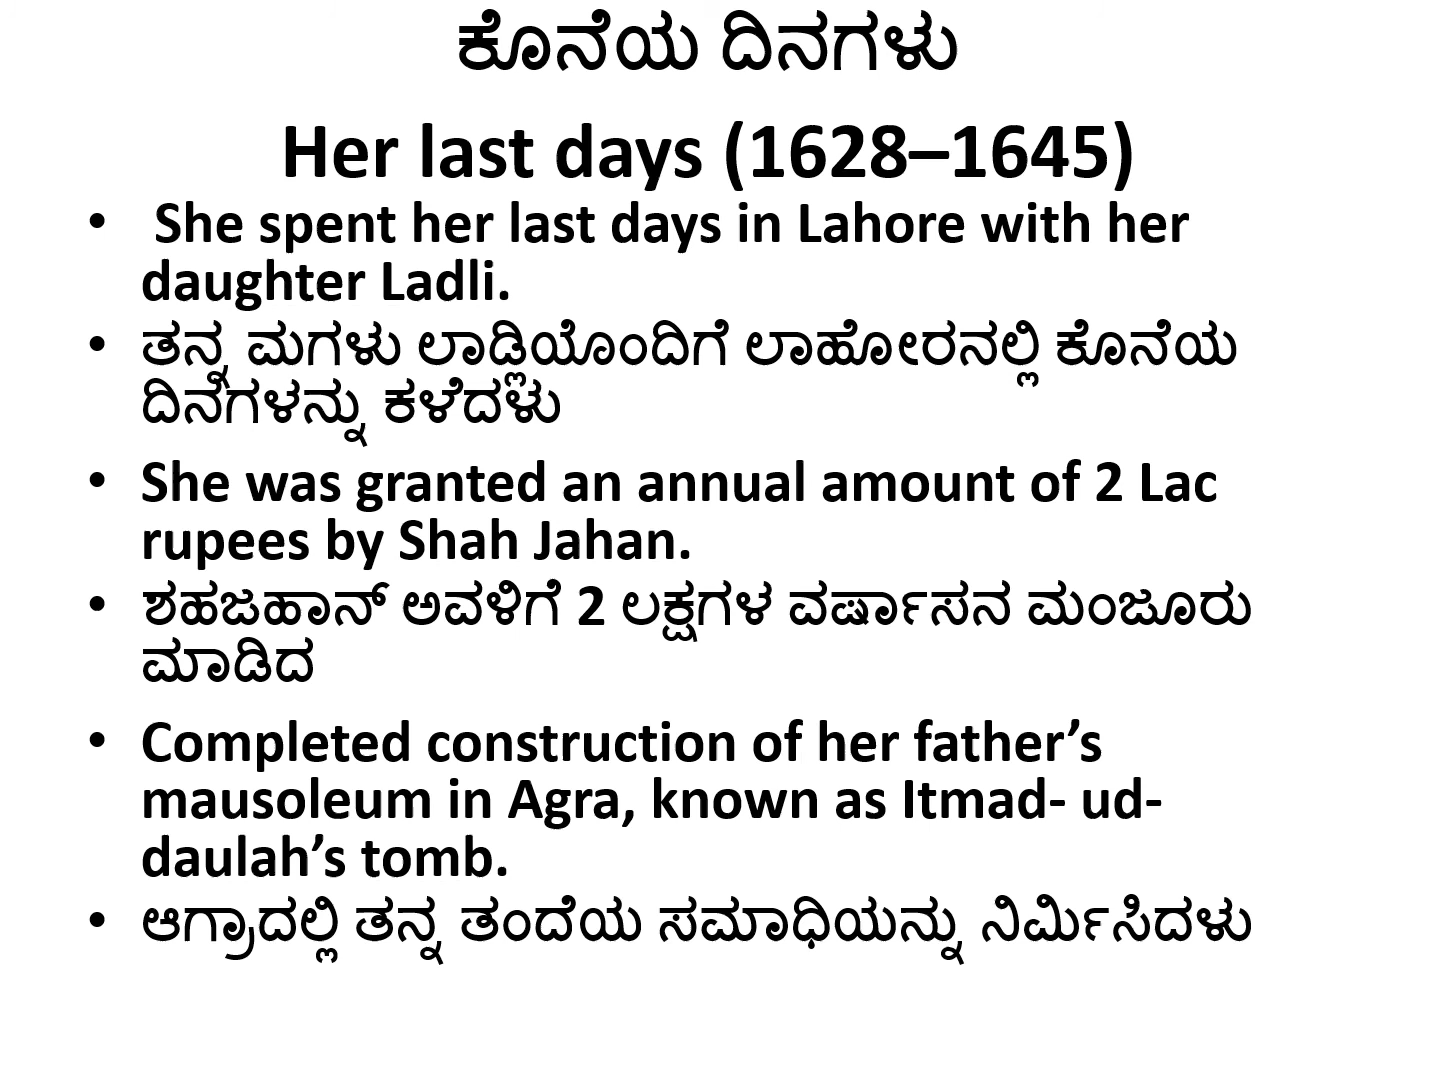 ಕೊನೆಯ ದಿನಗಳು
Her last days (1628–1645)
• She spent her last days in Lahore with her
daughter Ladli.
• ತನ್ನ ಮಗಳು ಲಾಡ್ಲಿಯೊಂದಿಗೆ ಲಾಹೋರನಲ್ಲಿ ಕೊನೆಯ
ದಿನಗಳನ್ನು ಕಳೆದಳು
• She was granted an annual amount of 2 Lac
rupees by Shah Jahan.
• ಶಹಜಹಾನ್ ಅವಳಿಗೆ 2 ಲಕ್ಷಗಳ ವರ್ಷಾಸನ ಮಂಜೂರು
ಮಾಡಿದ
• Completed construction of her father’s
mausoleum in Agra, known as Itmad- ud-
daulah’s tomb.
• ಆಗ್ರಾದಲ್ಲಿ ತನ್ನ ತಂದೆಯ ಸಮಾಧಿಯನ್ನು ನಿರ್ಮಿಸಿದಳು